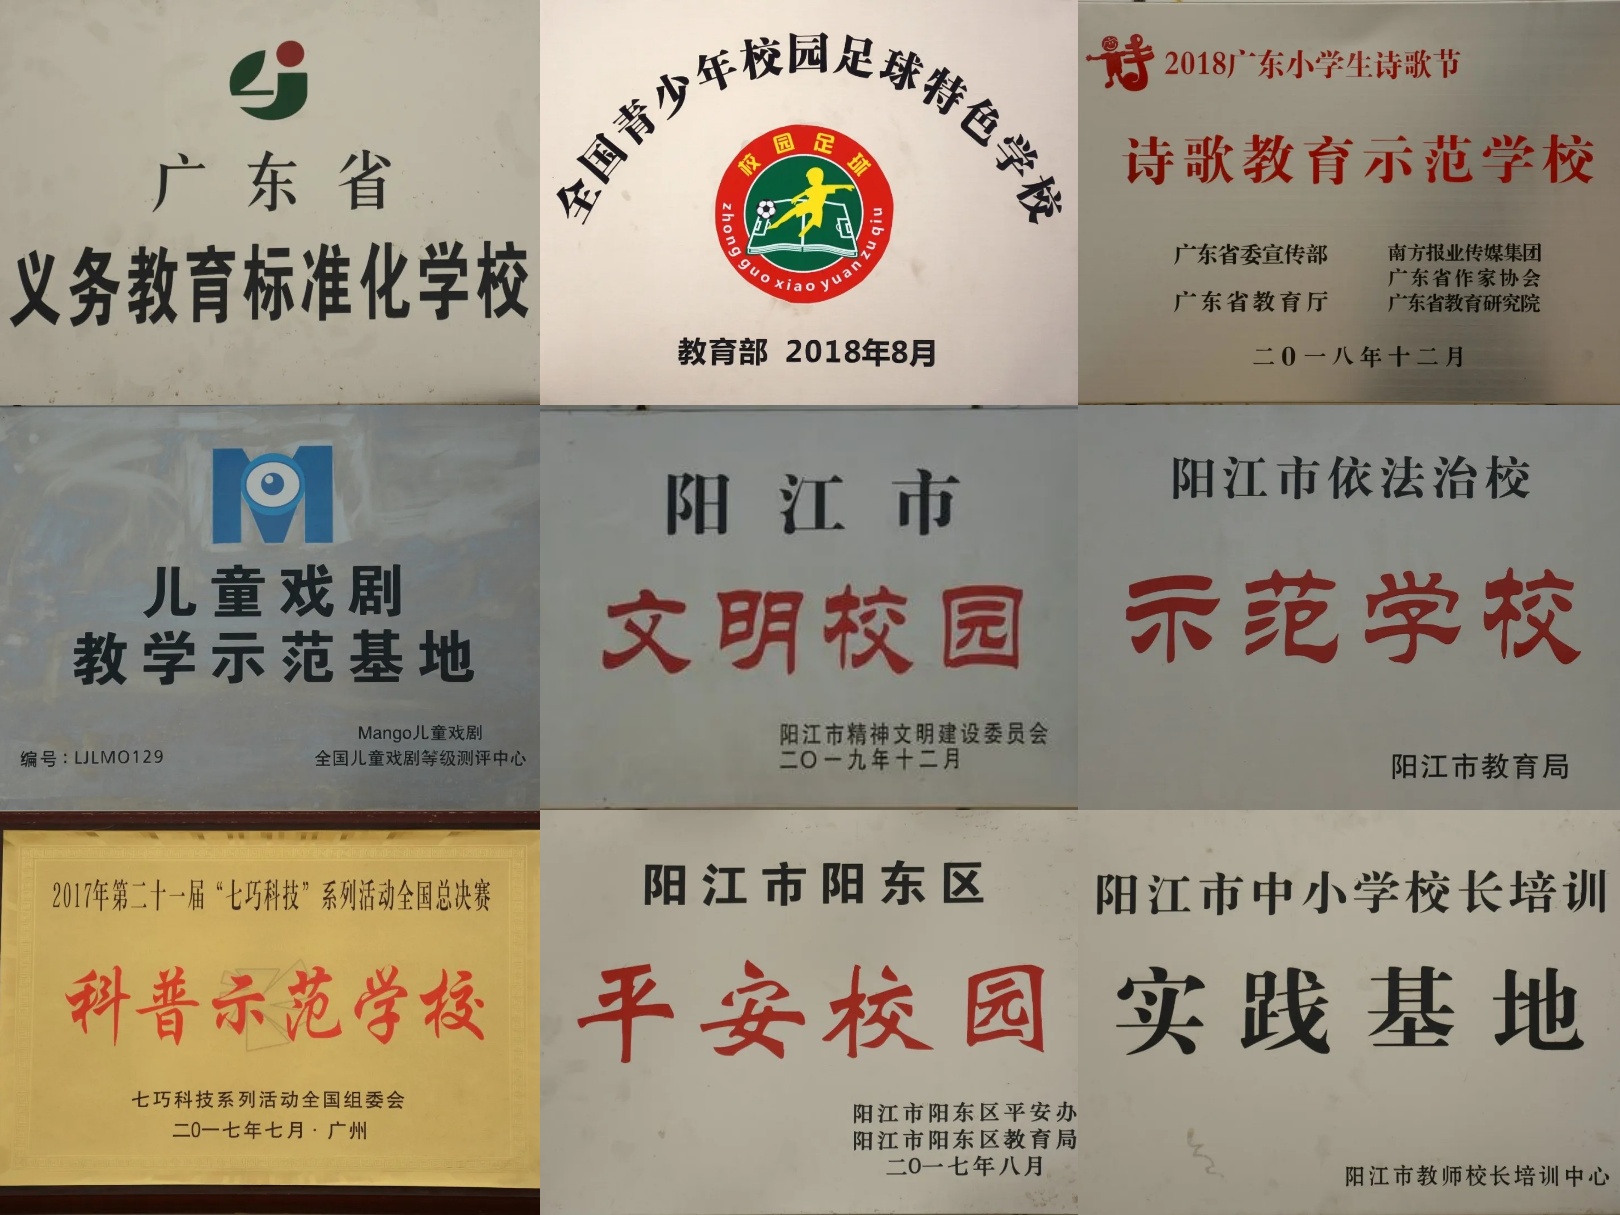 广东省
义务教育标准化学校
全国青少年校园足球特色学校
校园足球
zhong guo xiao yuan zu qiu
教育部 2018年8月
诗
2018广东小学生诗歌节
诗歌教育示范学校
广东省委宣传部
广东省教育厅
南方报业传媒集团
广东省作家协会
广东省教育研究院
二0一八年十二月
M
儿童戏剧
教学示范基地
Mango儿童戏剧
编号:LJLMO129
全国儿童戏剧等级测评中心
阳江市
文明校园
阳江市精神文明建设委员会
二〇一九年十二月
阳江市依法治校
示范学校
阳江市教育局
2017年第二十一届“七巧科技”系列活动全国总决赛
科普示范学校
七巧科技系列活动全国组委会
二〇一七年七月·广州
阳江市阳东区
平安校园
阳江市阳东区平安办
阳江市阳东区教育局
二〇一七年八月
阳江市中小学校长培训
实践基地
阳江市教师校长培训中心